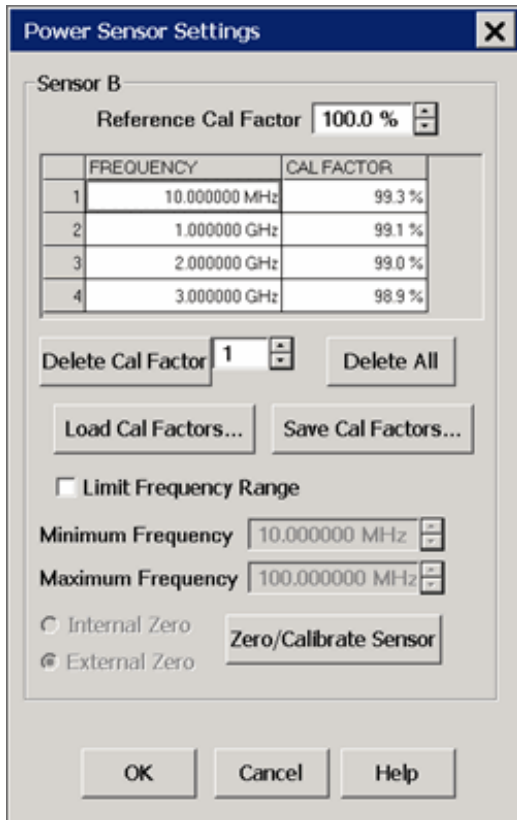 Power Sensor Settings
Sensor B
Reference Cal Factor 100.0 %
FREQUENCY CAL FACTOR
1 10.000000 MHz 99.3 %
2 1.000000 GHz 99.1 %
3 2.000000 GHz 99.0 %
4 3.000000 GHz 98.9 %
Delete Cal Factor 1 Delete All
Load Cal Factors... Save Cal Factors...
Limit Frequency Range
Minimum Frequency 10.000000 MHz
Maximum Frequency 100.000000 MHz
Internal Zero
Zero/Calibrate Sensor
External Zero
OK Cancel Help